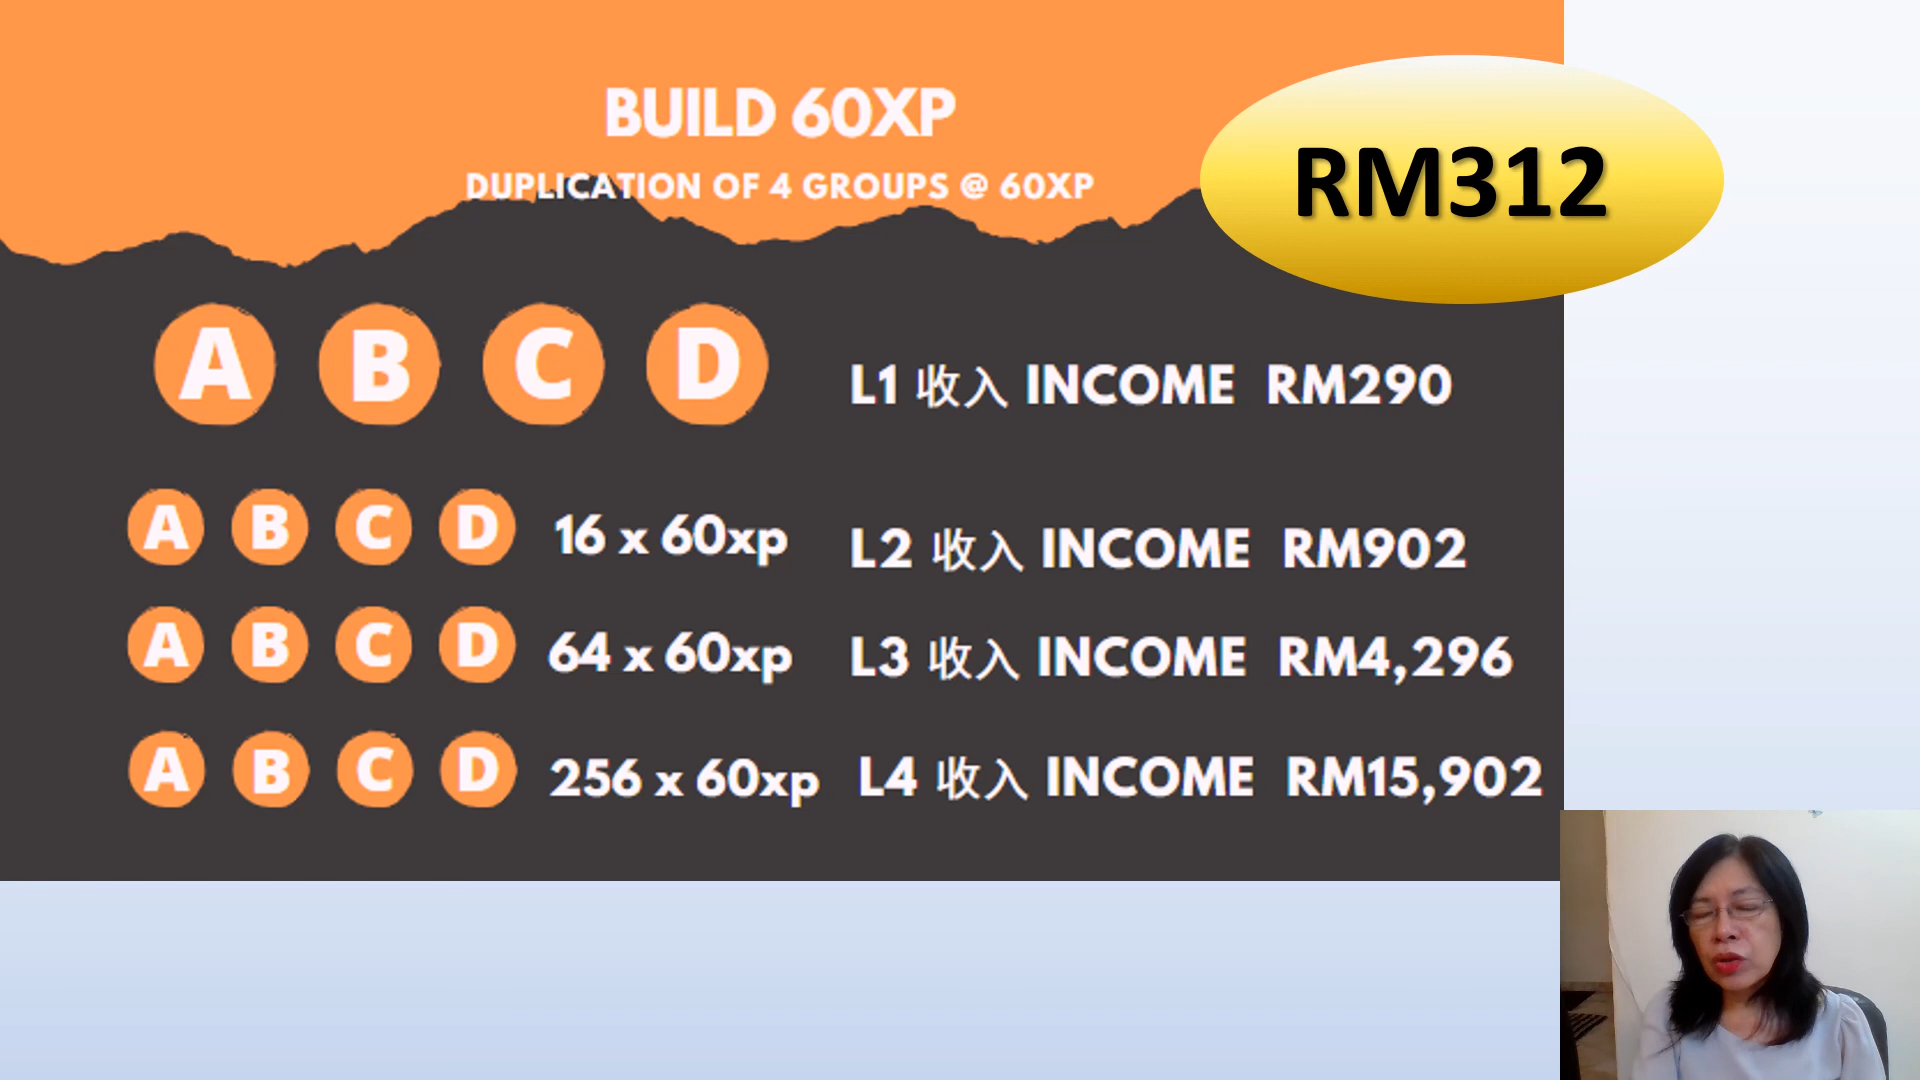 BUILD 60XP
DUPLICATION OF 4 GROUPS @ 60XP
RM312
A B C D L1 收入 INCOME RM290
A B C D 16 x 60xp L2 收入 INCOME RM902
A B C D 64 x 60xp L3 收入 INCOME RM4,296
A B C D 256 x 60xp L4 收入 INCOME RM15,902